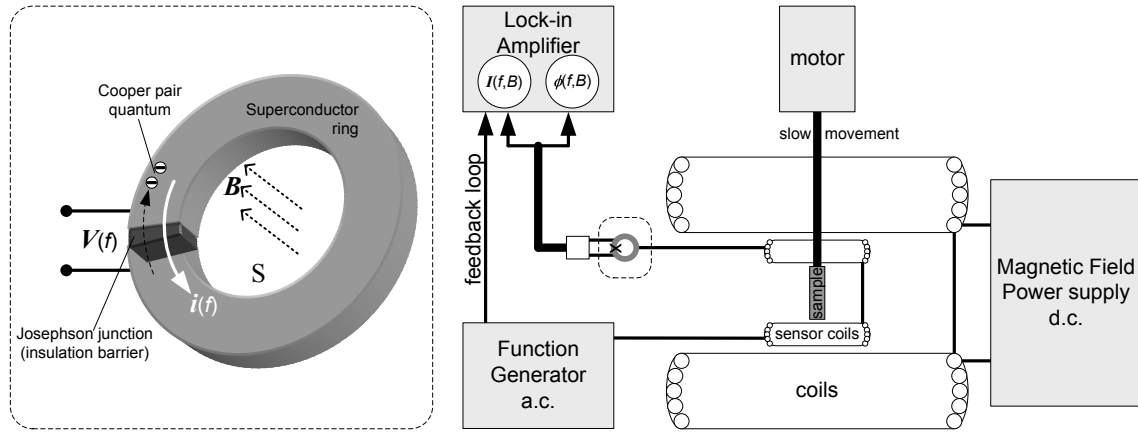 Cooper pair
quantum
Superconductor
ring
B
V(f)
S
i(f)
Josephson junction
(insulation barrier)
Lock-in
Amplifier
I(f,B)
ϕ(f,B)
feedback loop
Function
Generator
a.c.
motor
slow movement
sample
sensor coils
coils
Magnetic Field
Power supply
d.c.